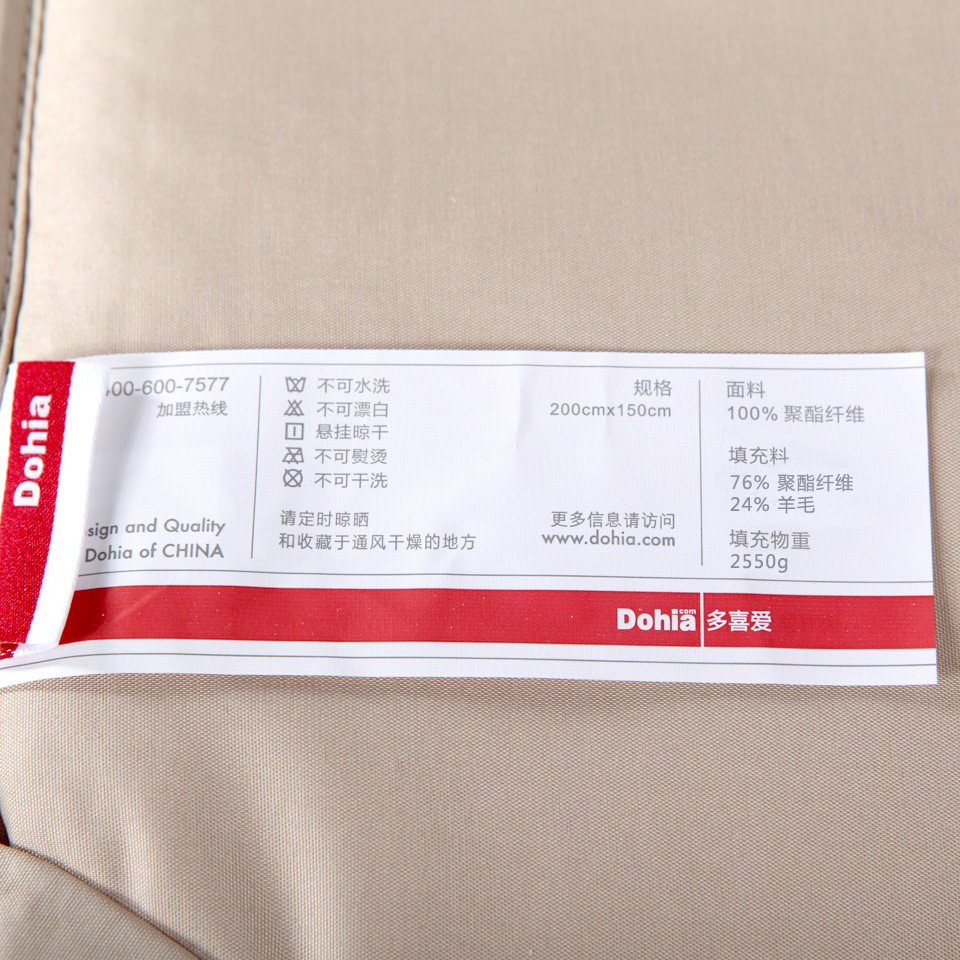 Dohia
400-600-7577
加盟热线
and Quality
Dohia of CHINA
不可水洗
不可漂白
悬挂晾干
不可熨烫
不可干洗
请定时晾晒
和收藏于通风干燥的地方
规格
200cmx150cm
更多信息请访问
www.dohia.com
面料
100% 聚酯纤维
填充料
76% 聚酯纤维
24% 羊毛
填充物重
2550g
Dohia.com 多喜爱